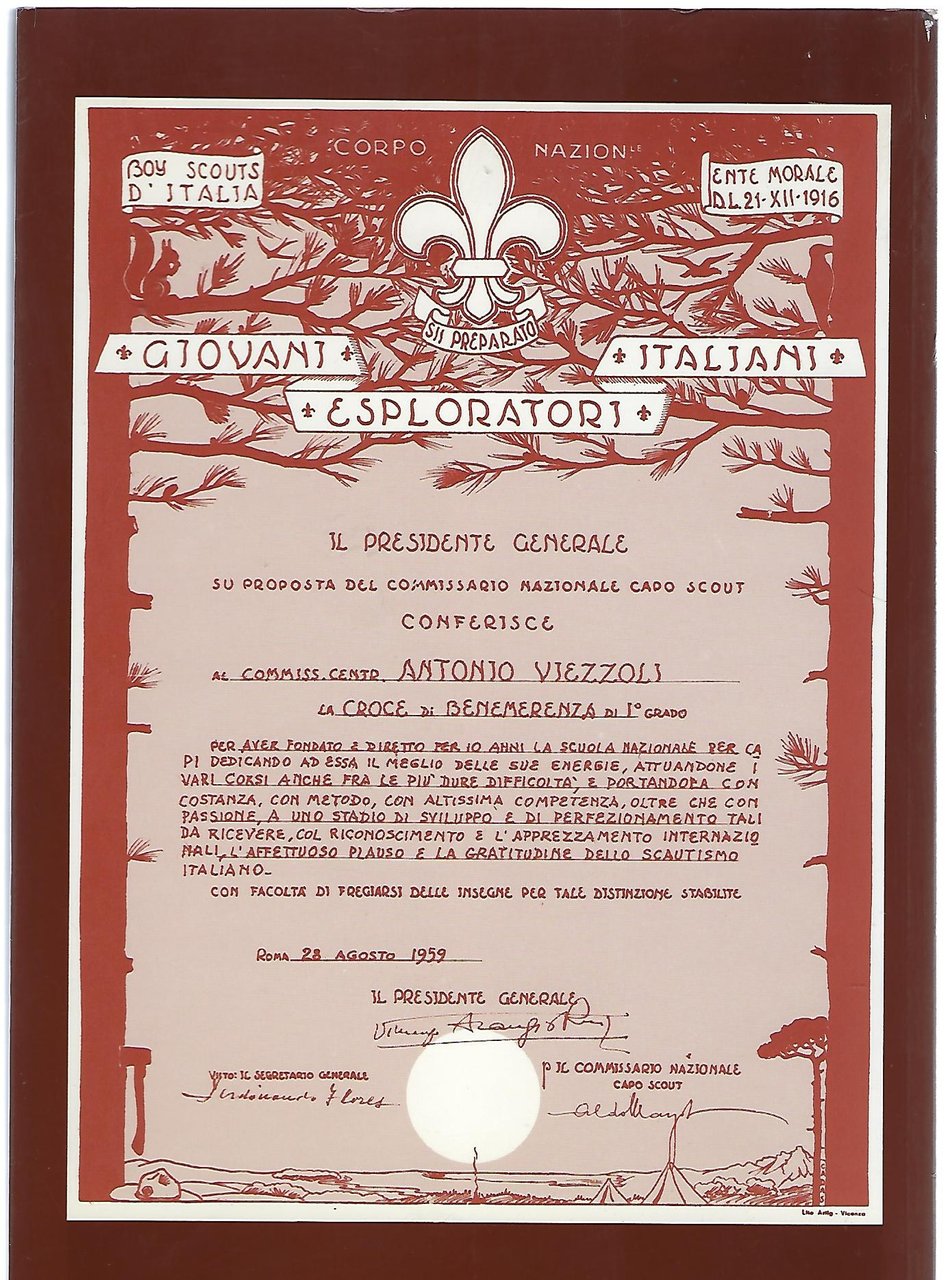 CORPO NAZION.LE
BOY SCOUTS
D'ITALIA
ENTE MORALE
D.L. 21-XII-1916
SII PREPARATO
GIOVANI
ESPLORATORI
ITALIANI
IL PRESIDENTE GENERALE
SU PROPOSTA DEL COMMISSARIO NAZIONALE CAPO SCOUT
CONFERISCE
AL COMMISS. CENTR. ANTONIO VIEZZOLI
LA CROCE DI BENEMERENZA DI I° GRADO
PER AVER FONDATO E DIRETTO PER 10 ANNI LA SCUOLA NAZIONALE PER CA
PI DEDICANDO AD ESSA IL MEGLIO DELLE SUE ENERGIE, ATTUANDONE I
VARI CORSI ANCHE FRA LE PIU' DURE DIFFICOLTA', E PORTANDOLA CON
COSTANZA, CON METODO, CON ALTISSIMA COMPETENZA, OLTRE CHE CON
PASSIONE, A UNO STADIO DI SVILUPPO E DI PERFEZIONAMENTO TALI
DA RICEVERE, COL RICONOSCIMENTO E L'APPREZZAMENTO INTERNAZIO
NALI, L'AFFETTUOSO PLAUSO E LA GRATITUDINE DELLO SCAUTISMO
ITALIANO_
CON FACOLTÀ DI FREGIARSI DELLE INSEGNE PER TALE DISTINZIONE STABILITE
ROMA 28 AGOSTO 1959
IL PRESIDENTE GENERALE
Vincenzo Arangio Ruiz
VISTO: IL SEGRETARIO GENERALE
Ferdinando Flores
p IL COMMISSARIO NAZIONALE
CAPO SCOUT
Aldo
Lito Artig - Vicenza